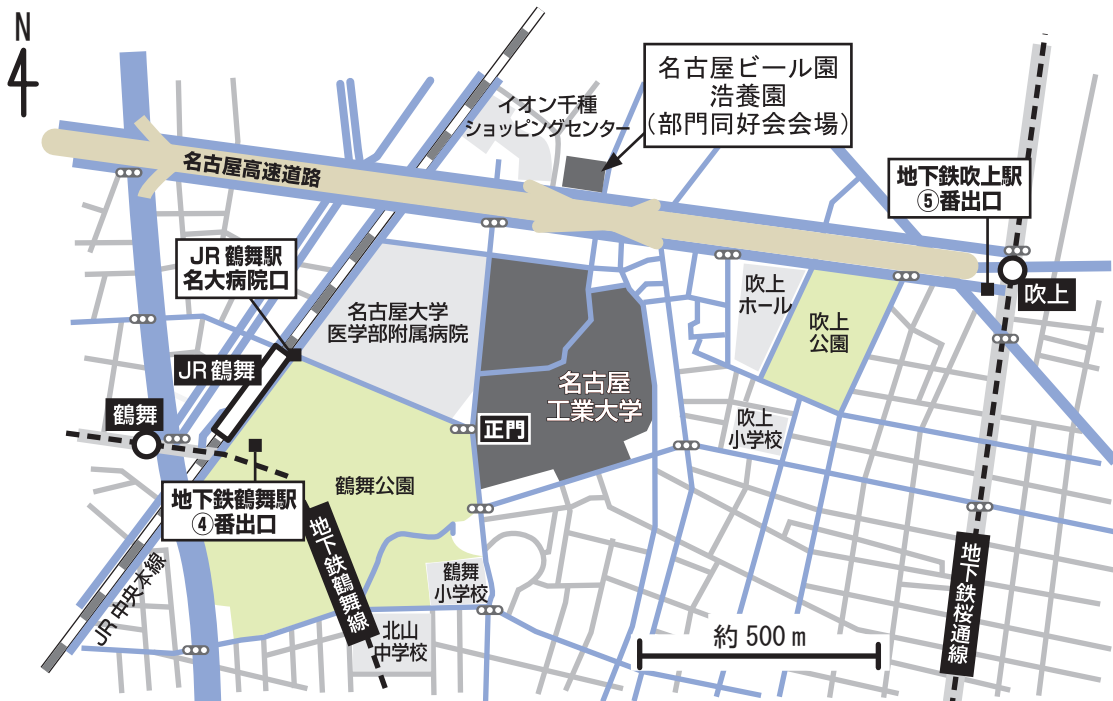 N
名古屋ビール園
浩養園
(部門同好会会場)
イオン千種
ショッピングセンター
名古屋高速道路
地下鉄吹上駅
⑤番出口
JR 鶴舞駅
名大病院口
吹上
吹上
ホール
吹上
公園
名古屋大学
医学部附属病院
JR 鶴舞
名古屋
工業大学
鶴舞
正門
吹上
小学校
鶴舞公園
地下鉄鶴舞駅
④番出口
地下鉄鶴舞線
JR 中央本線
鶴舞
小学校
地下鉄桜通線
北山
中学校
約 500 m